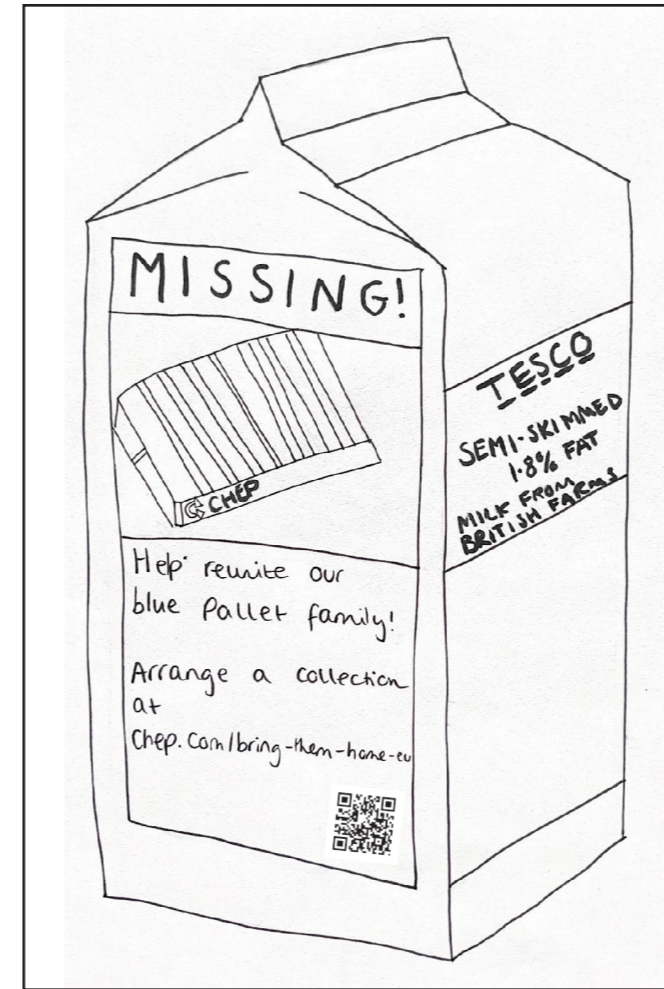 MISSING!
CHEP
Help reunite our
blue Pallet family!
Arrange a collection
at
Chep.com/bring-them-home-eu
TESCO
SEMI-SKIMMED
1.8% FAT
MILK FROM
BRITISH FARMS